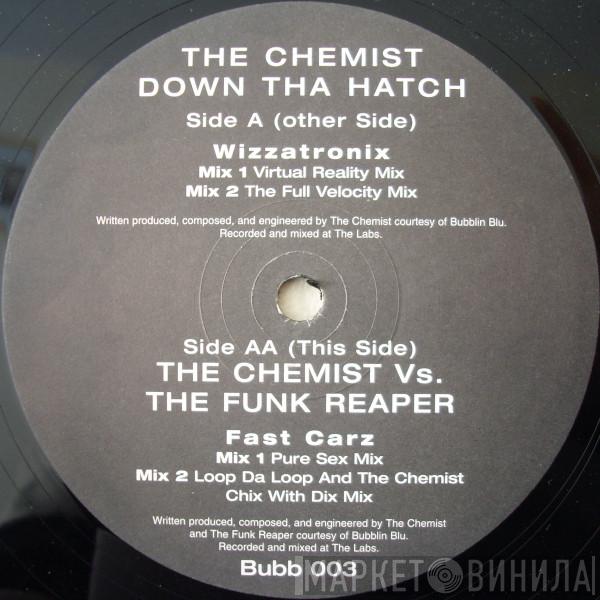 THE CHEMIST
DOWN THA HATCH
Side A (other Side)
Wizzatronix
Mix 1 Virtual Reality Mix
Mix 2 The Full Velocity Mix
Written produced, composed, and engineered by The Chemist courtesy of Bubblin Blu.
Recorded and mixed at The Labs.
Side AA (This Side)
THE CHEMIST Vs.
THE FUNK REAPER
Fast Carz
Mix 1 Pure Sex Mix
Mix 2 Loop Da Loop And The Chemist
Chix With Dix Mix
Written produced, composed, and engineered by The Chemist
and The Funk Reaper courtesy of Bubblin Blu.
Recorded and mixed at The Labs.
Bubb 003
МАРКЕТ ВИНИЛА